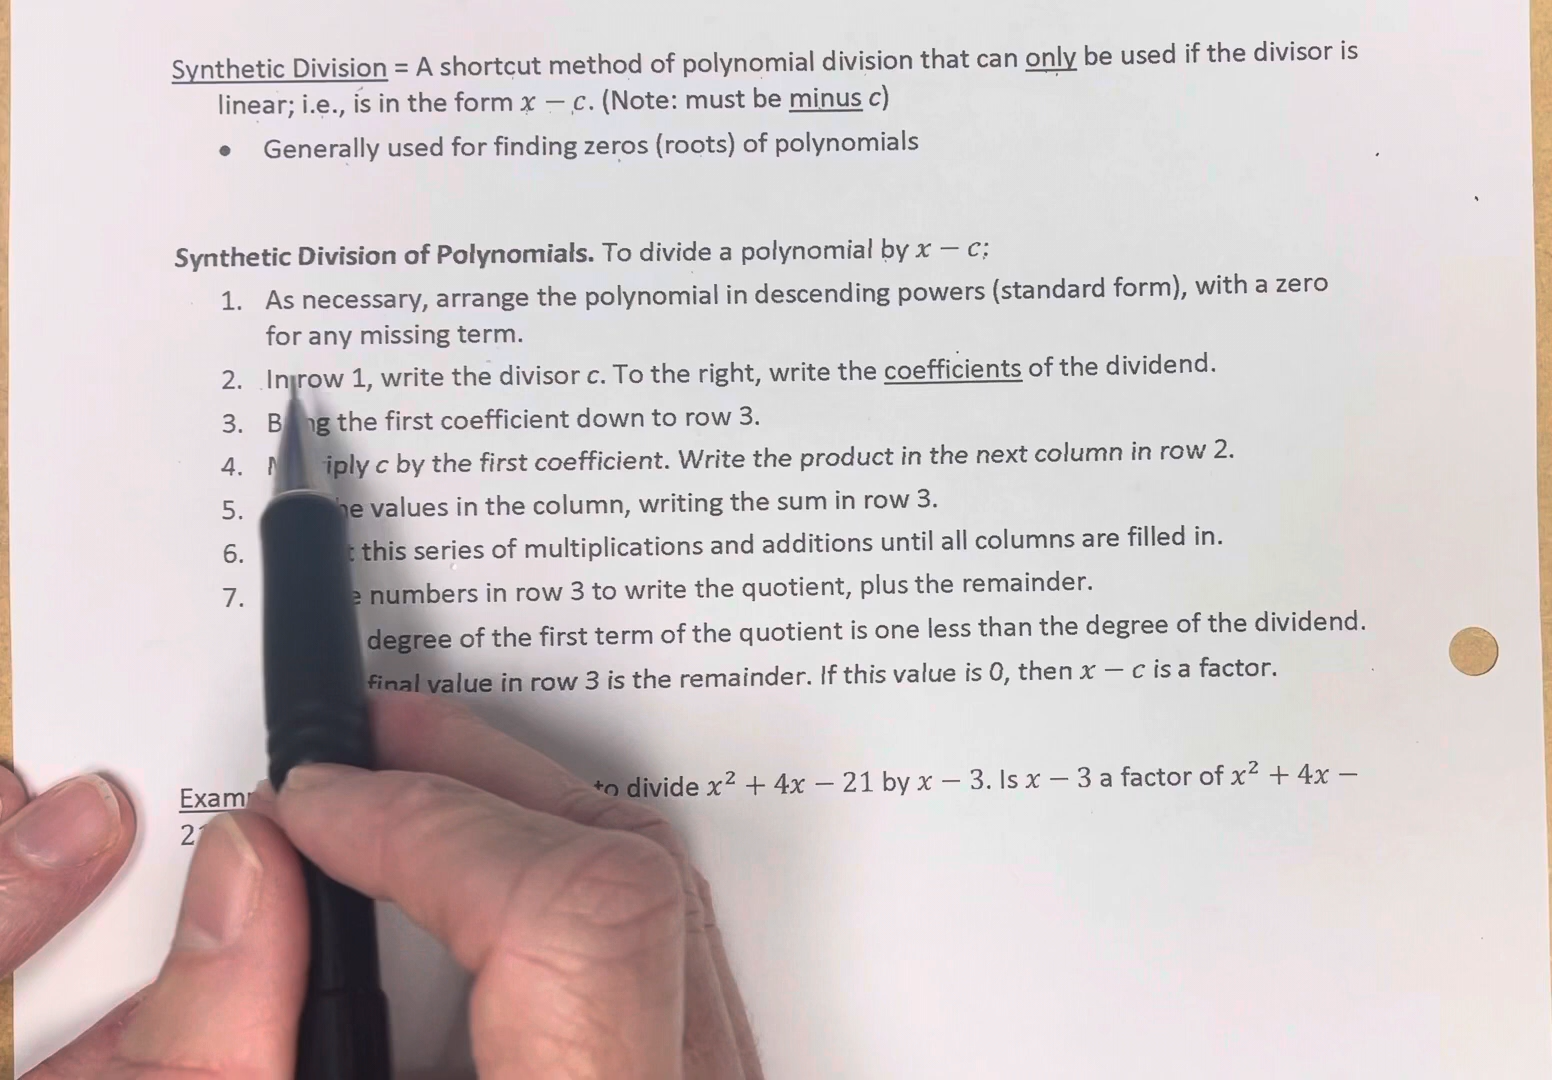 Synthetic Division = A shortcut method of polynomial division that can only be used if the divisor is
linear; i.e., is in the form x − c. (Note: must be minus c)
• Generally used for finding zeros (roots) of polynomials
Synthetic Division of Polynomials. To divide a polynomial by x − c:
1. As necessary, arrange the polynomial in descending powers (standard form), with a zero
for any missing term.
2. In row 1, write the divisor c. To the right, write the coefficients of the dividend.
3. the first coefficient down to row 3.
4. c by the first coefficient. Write the product in the next column in row 2.
5. values in the column, writing the sum in row 3.
6. this series of multiplications and additions until all columns are filled in.
7. numbers in row 3 to write the quotient, plus the remainder.
degree of the first term of the quotient is one less than the degree of the dividend.
final value in row 3 is the remainder. If this value is 0, then x − c is a factor.
to divide x² + 4x − 21 by x − 3. Is x − 3 a factor of x² + 4x −